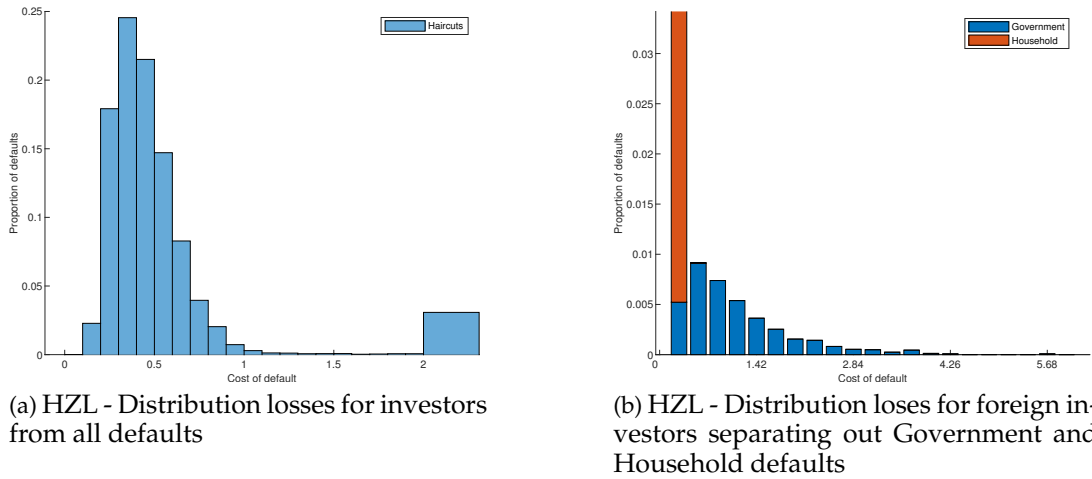 0.25
0.2
0.15
0.1
0.05
0
Proportion of defaults
Haircuts
0
0.5
1
1.5
2
Cost of default
(a) HZL - Distribution losses for investors
from all defaults
0.03
0.025
0.02
0.015
0.01
0.005
0
Proportion of defaults
Government
Household
0
1.42
2.84
4.26
5.68
Cost of default
(b) HZL - Distribution loses for foreign in-
vestors separating out Government and
Household defaults